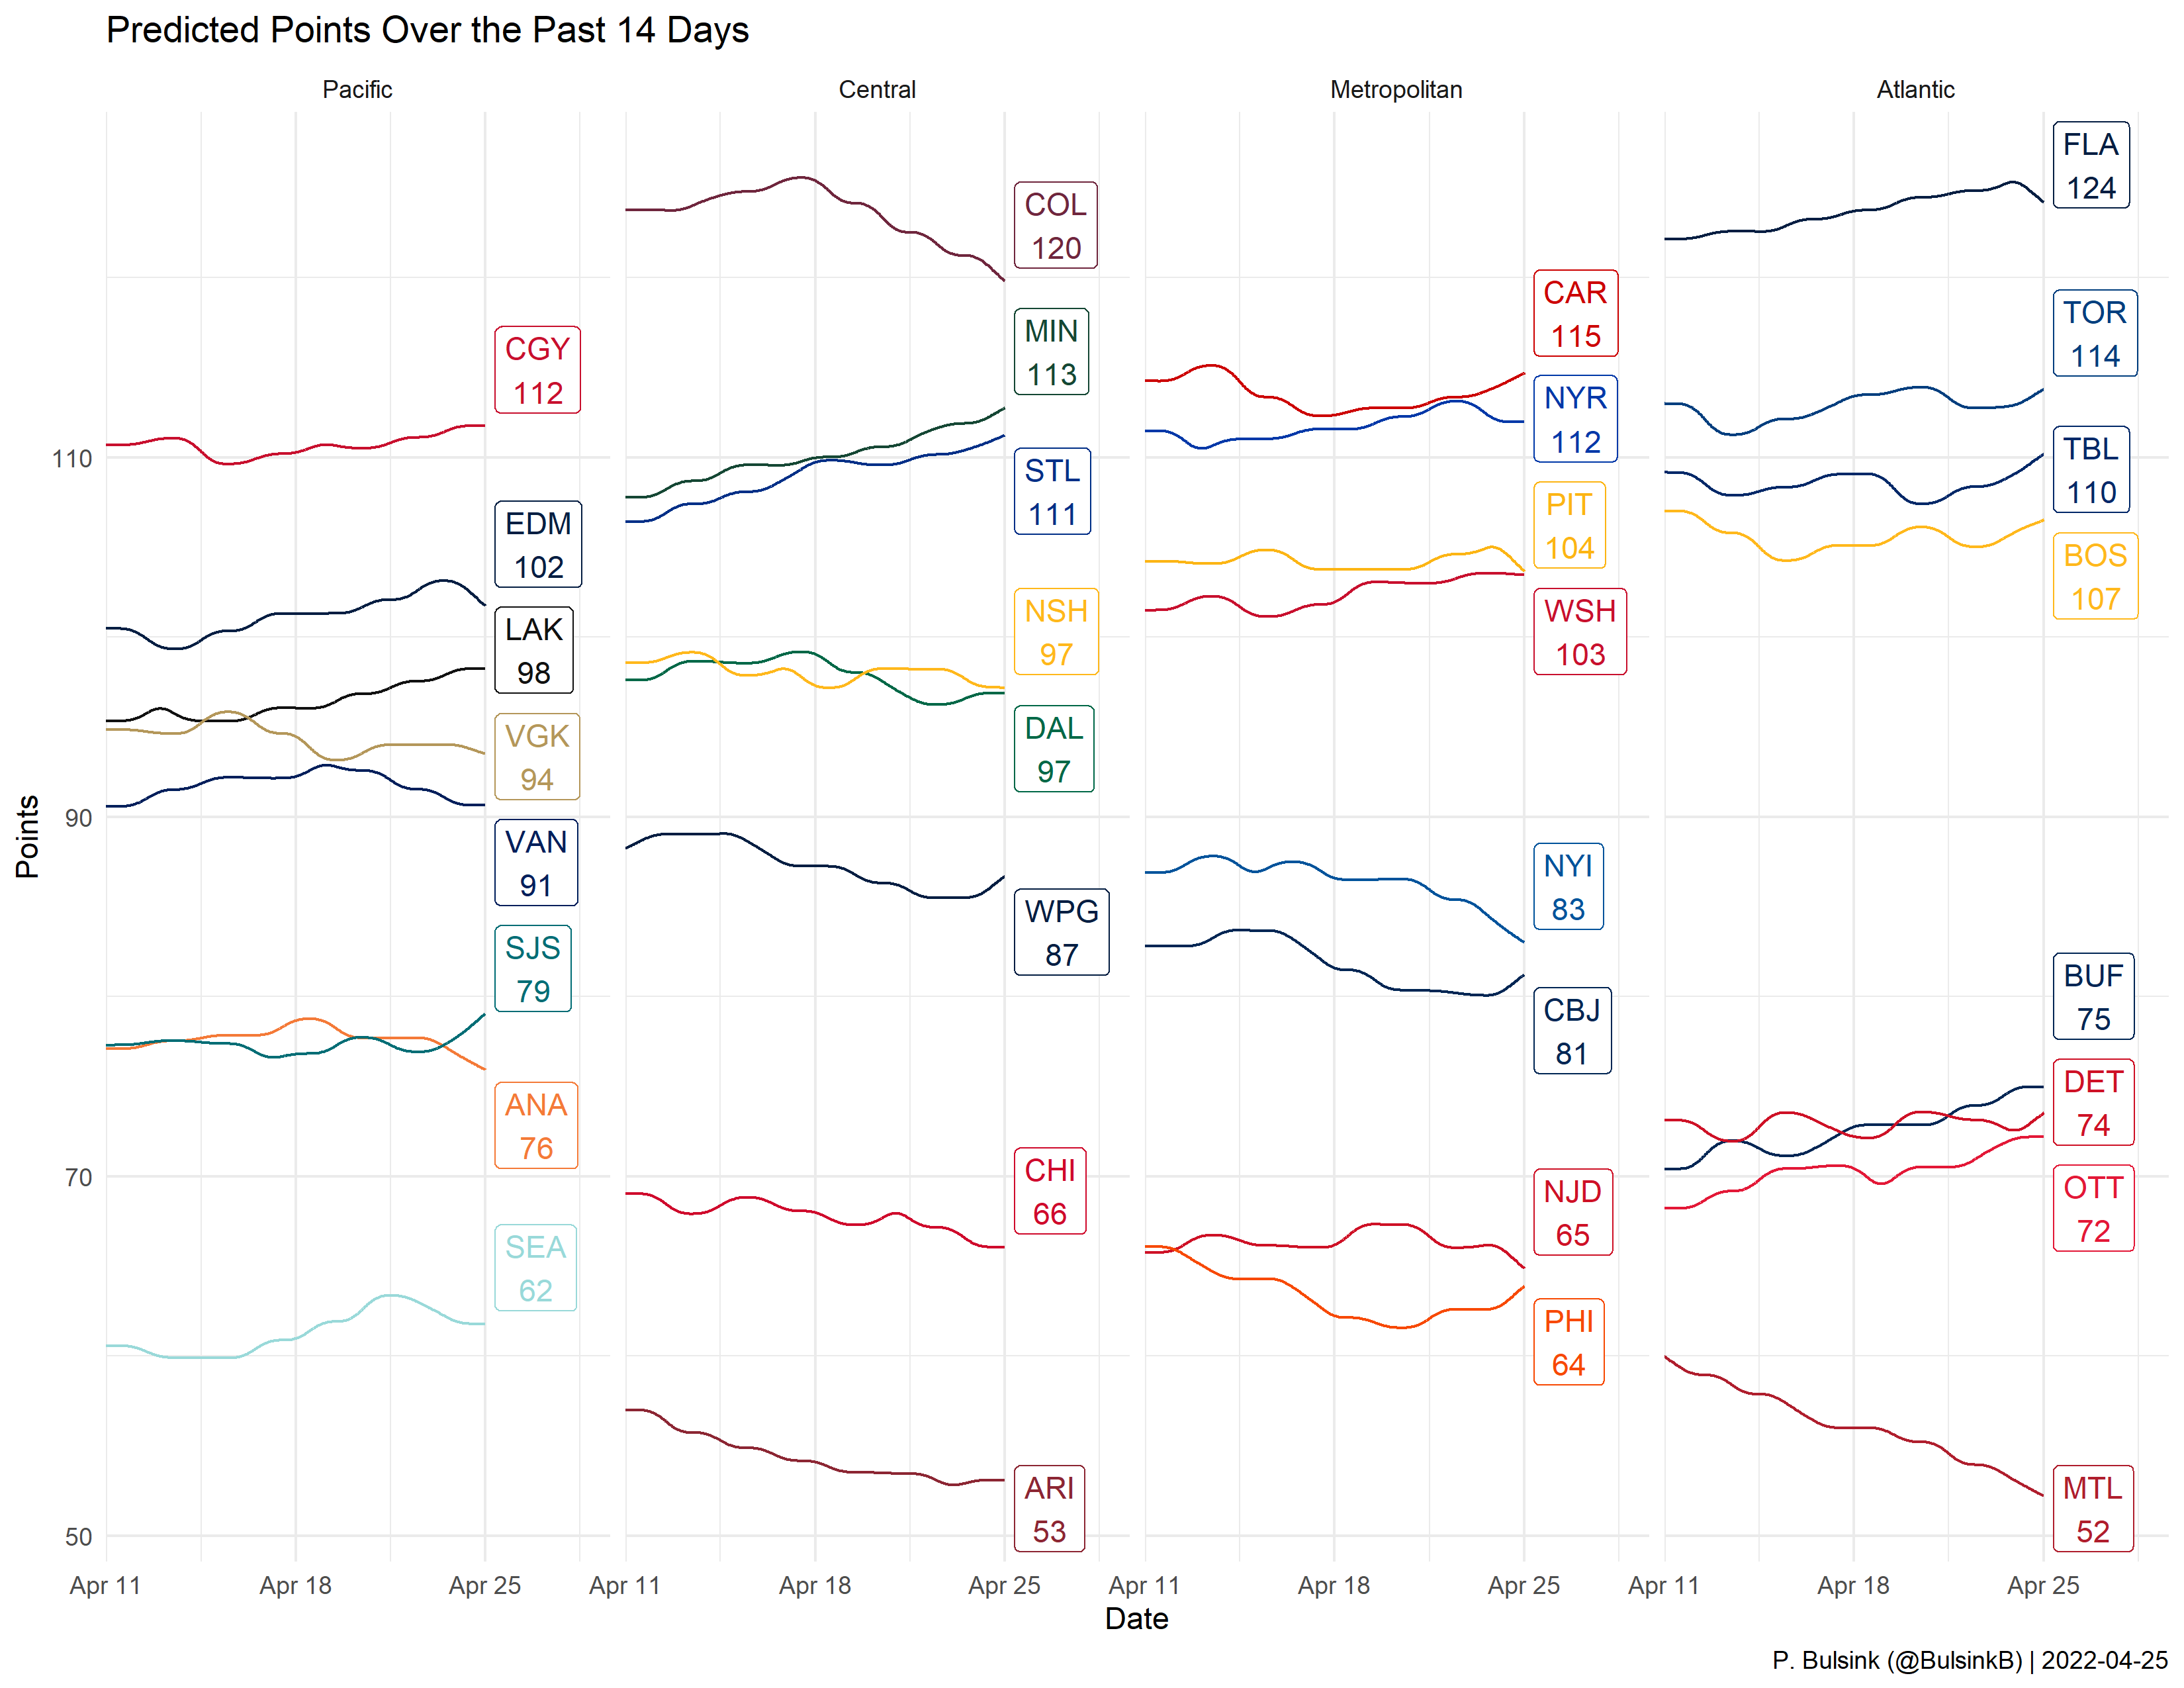 Predicted Points Over the Past 14 Days
Pacific
Central
Metropolitan
Atlantic
Points
110
90
70
50
CGY
112
EDM
102
LAK
98
VGK
94
VAN
91
SJS
79
ANA
76
SEA
62
COL
120
MIN
113
STL
111
NSH
97
DAL
97
WPG
87
CHI
66
ARI
53
CAR
115
NYR
112
PIT
104
WSH
103
NYI
83
CBJ
81
NJD
65
PHI
64
FLA
124
TOR
114
TBL
110
BOS
107
BUF
75
DET
74
OTT
72
MTL
52
Apr 11 Apr 18 Apr 25 Apr 11 Apr 18 Apr 25 Apr 11 Apr 18 Apr 25 Apr 11 Apr 18 Apr 25
Date
P. Bulsink (@BulsinkB) | 2022-04-25